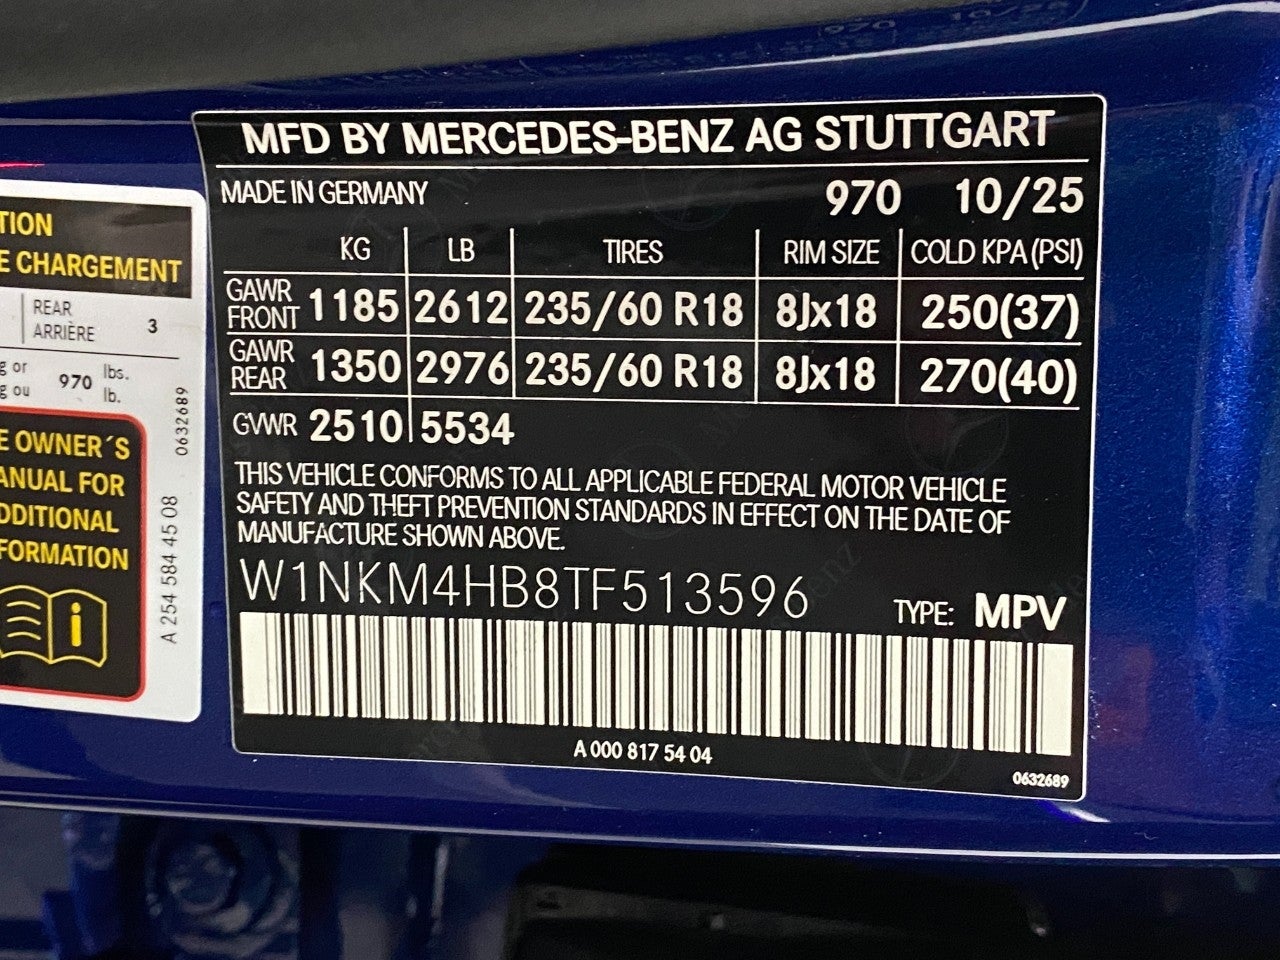 MFD BY MERCEDES-BENZ AG STUTTGART
MADE IN GERMANY 970 10/25
KG LB TIRES RIM SIZE COLD KPA(PSI)
GAWR FRONT 1185 2612 235/60 R18 8Jx18 250(37)
GAWR REAR 1350 2976 235/60 R18 8Jx18 270(40)
GVWR 2510 5534
THIS VEHICLE CONFORMS TO ALL APPLICABLE FEDERAL MOTOR VEHICLE
SAFETY AND THEFT PREVENTION STANDARDS IN EFFECT ON THE DATE OF
MANUFACTURE SHOWN ABOVE.
W1NKM4HB8TF513596 TYPE: MPV
A 000 817 54 04
0632689
TION
E CHARGEMENT
REAR
ARRIÈRE 3
g or
g ou 970 lbs.
lb.
E OWNER´S
ANUAL FOR
DDITIONAL
FORMATION
i
0632689
A 254 584 45 08